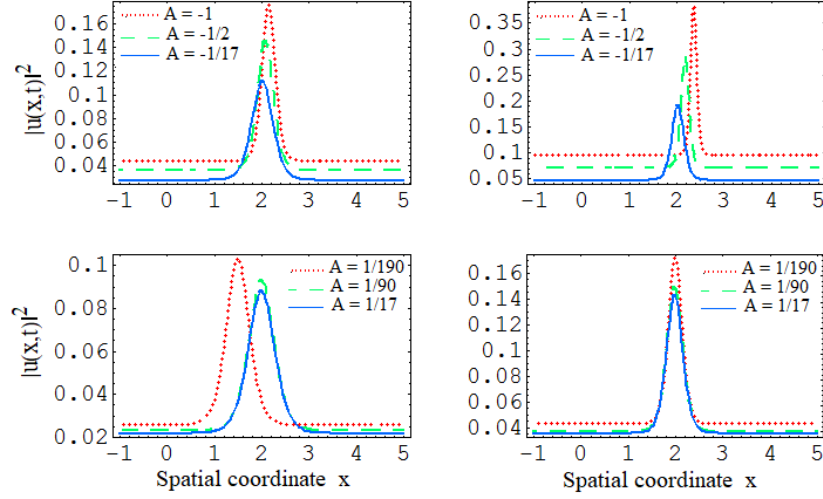 0.16
0.14
0.12
0.1
0.08
0.06
0.04
|u(x,t)|²
A = -1
A = -1/2
A = -1/17
-1 0 1 2 3 4 5
0.35
0.3
0.25
0.2
0.15
0.1
0.05
A = -1
A = -1/2
A = -1/17
-1 0 1 2 3 4 5
0.1
0.08
0.06
0.04
0.02
|u(x,t)|²
A = 1/190
A = 1/90
A = 1/17
-1 0 1 2 3 4 5
Spatial coordinate x
0.16
0.14
0.12
0.1
0.08
0.06
0.04
A = 1/190
A = 1/90
A = 1/17
-1 0 1 2 3 4 5
Spatial coordinate x